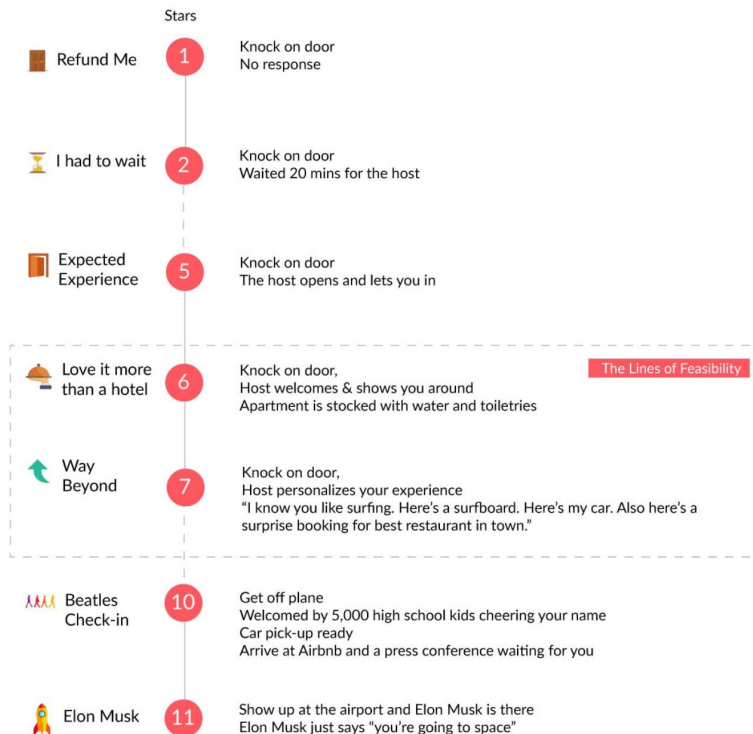 Stars
Refund Me
1
Knock on door
No response
I had to wait
2
Knock on door
Waited 20 mins for the host
Expected
Experience
5
Knock on door
The host opens and lets you in
The Lines of Feasibility
Love it more
than a hotel
6
Knock on door,
Host welcomes & shows you around
Apartment is stocked with water and toiletries
Way
Beyond
7
Knock on door,
Host personalizes your experience
“I know you like surfing. Here’s a surfboard. Here’s my car. Also here’s a
surprise booking for best restaurant in town.”
Beatles
Check-in
10
Get off plane
Welcomed by 5,000 high school kids cheering your name
Car pick-up ready
Arrive at Airbnb and a press conference waiting for you
Elon Musk
11
Show up at the airport and Elon Musk is there
Elon Musk just says “you’re going to space”